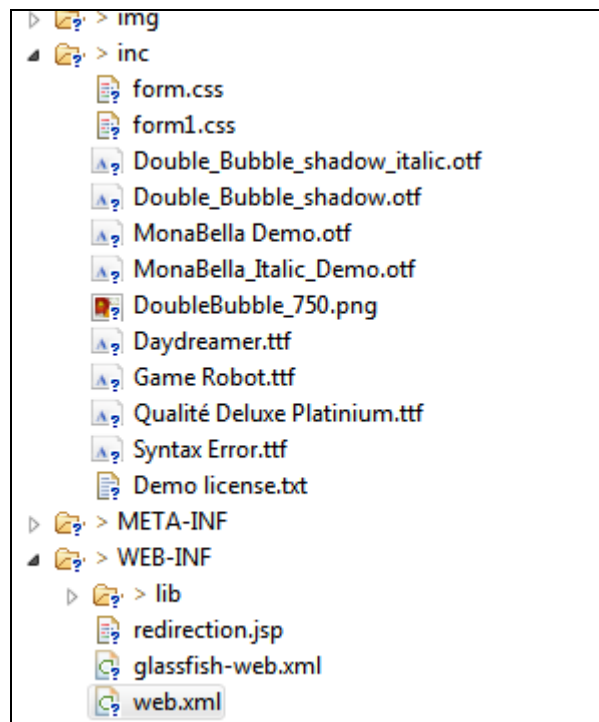 > img
> inc
form.css
form1.css
Double_Bubble_shadow_italic.otf
Double_Bubble_shadow.otf
MonaBella Demo.otf
MonaBella_Italic_Demo.otf
DoubleBubble_750.png
Daydreamer.ttf
Game Robot.ttf
Qualité Deluxe Platinium.ttf
Syntax Error.ttf
Demo license.txt
> META-INF
> WEB-INF
> lib
redirection.jsp
glassfish-web.xml
web.xml